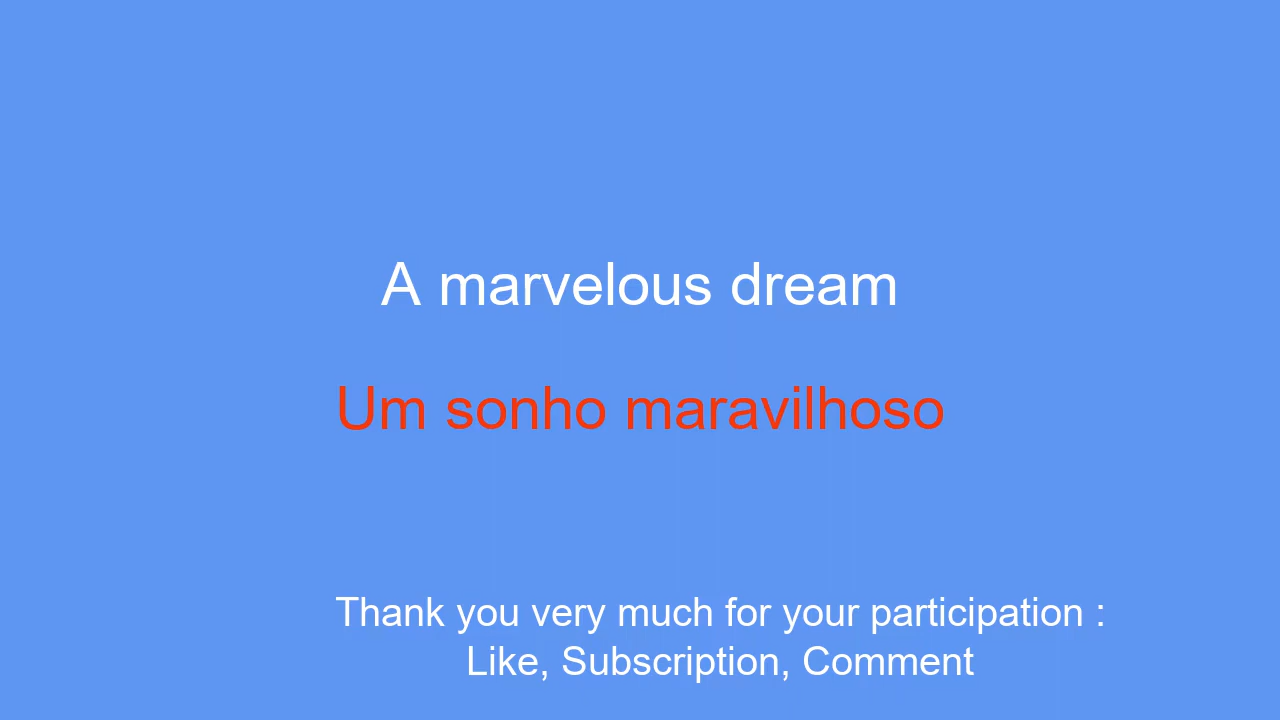 A marvelous dream
Um sonho maravilhoso
Thank you very much for your participation :
Like, Subscription, Comment